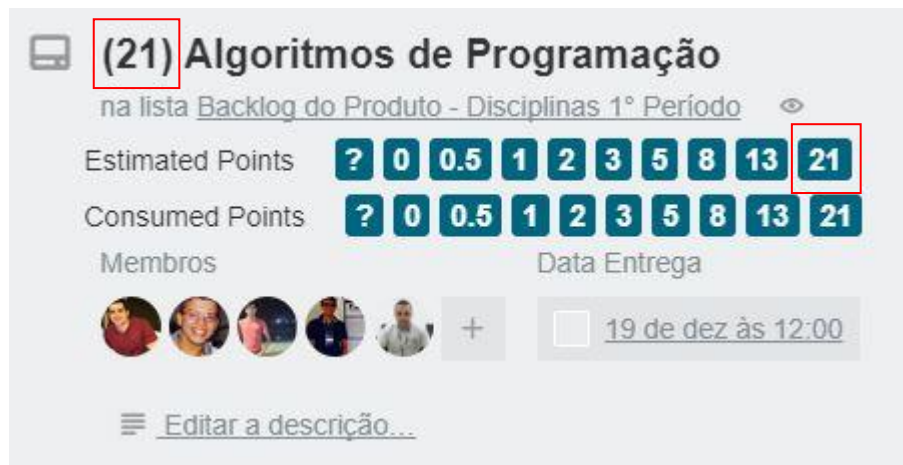 (21) Algoritmos de Programação
na lista Backlog do Produto - Disciplinas 1° Período
Estimated Points ? 0 0.5 1 2 3 5 8 13 21
Consumed Points ? 0 0.5 1 2 3 5 8 13 21
Membros Data Entrega
+ 19 de dez às 12:00
Editar a descrição...